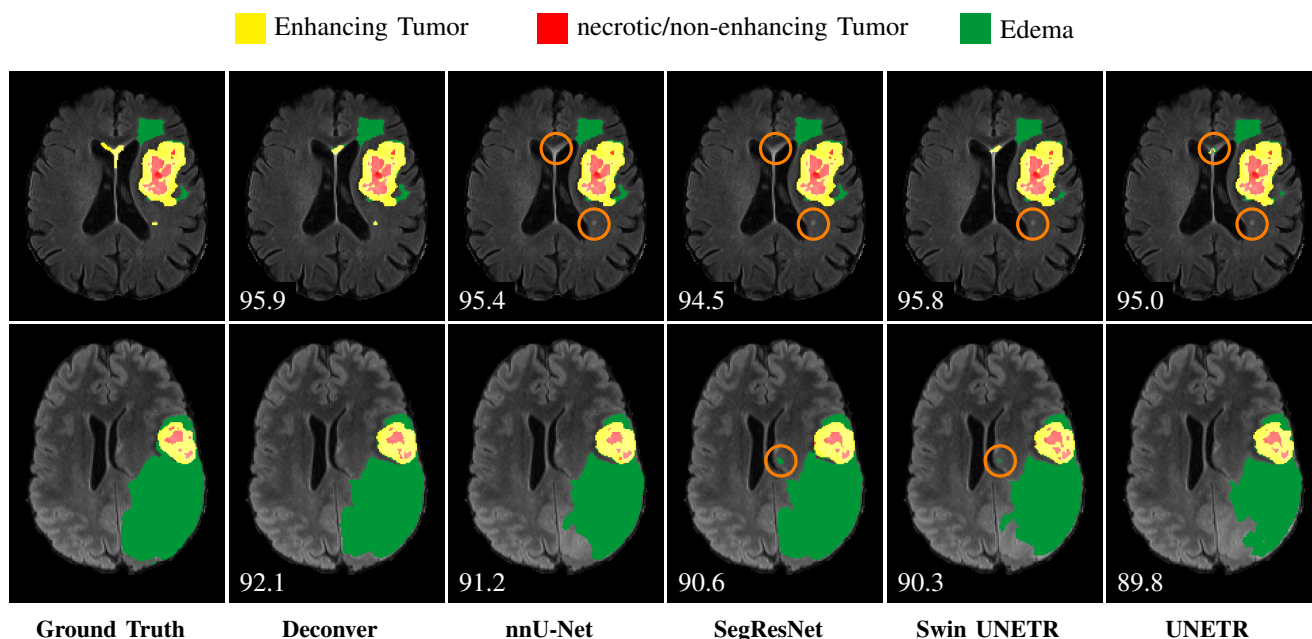 Enhancing Tumor necrotic/non-enhancing Tumor Edema
95.9 95.4 94.5 95.8 95.0
92.1 91.2 90.6 90.3 89.8
Ground Truth Deconver nnU-Net SegResNet Swin UNETR UNETR